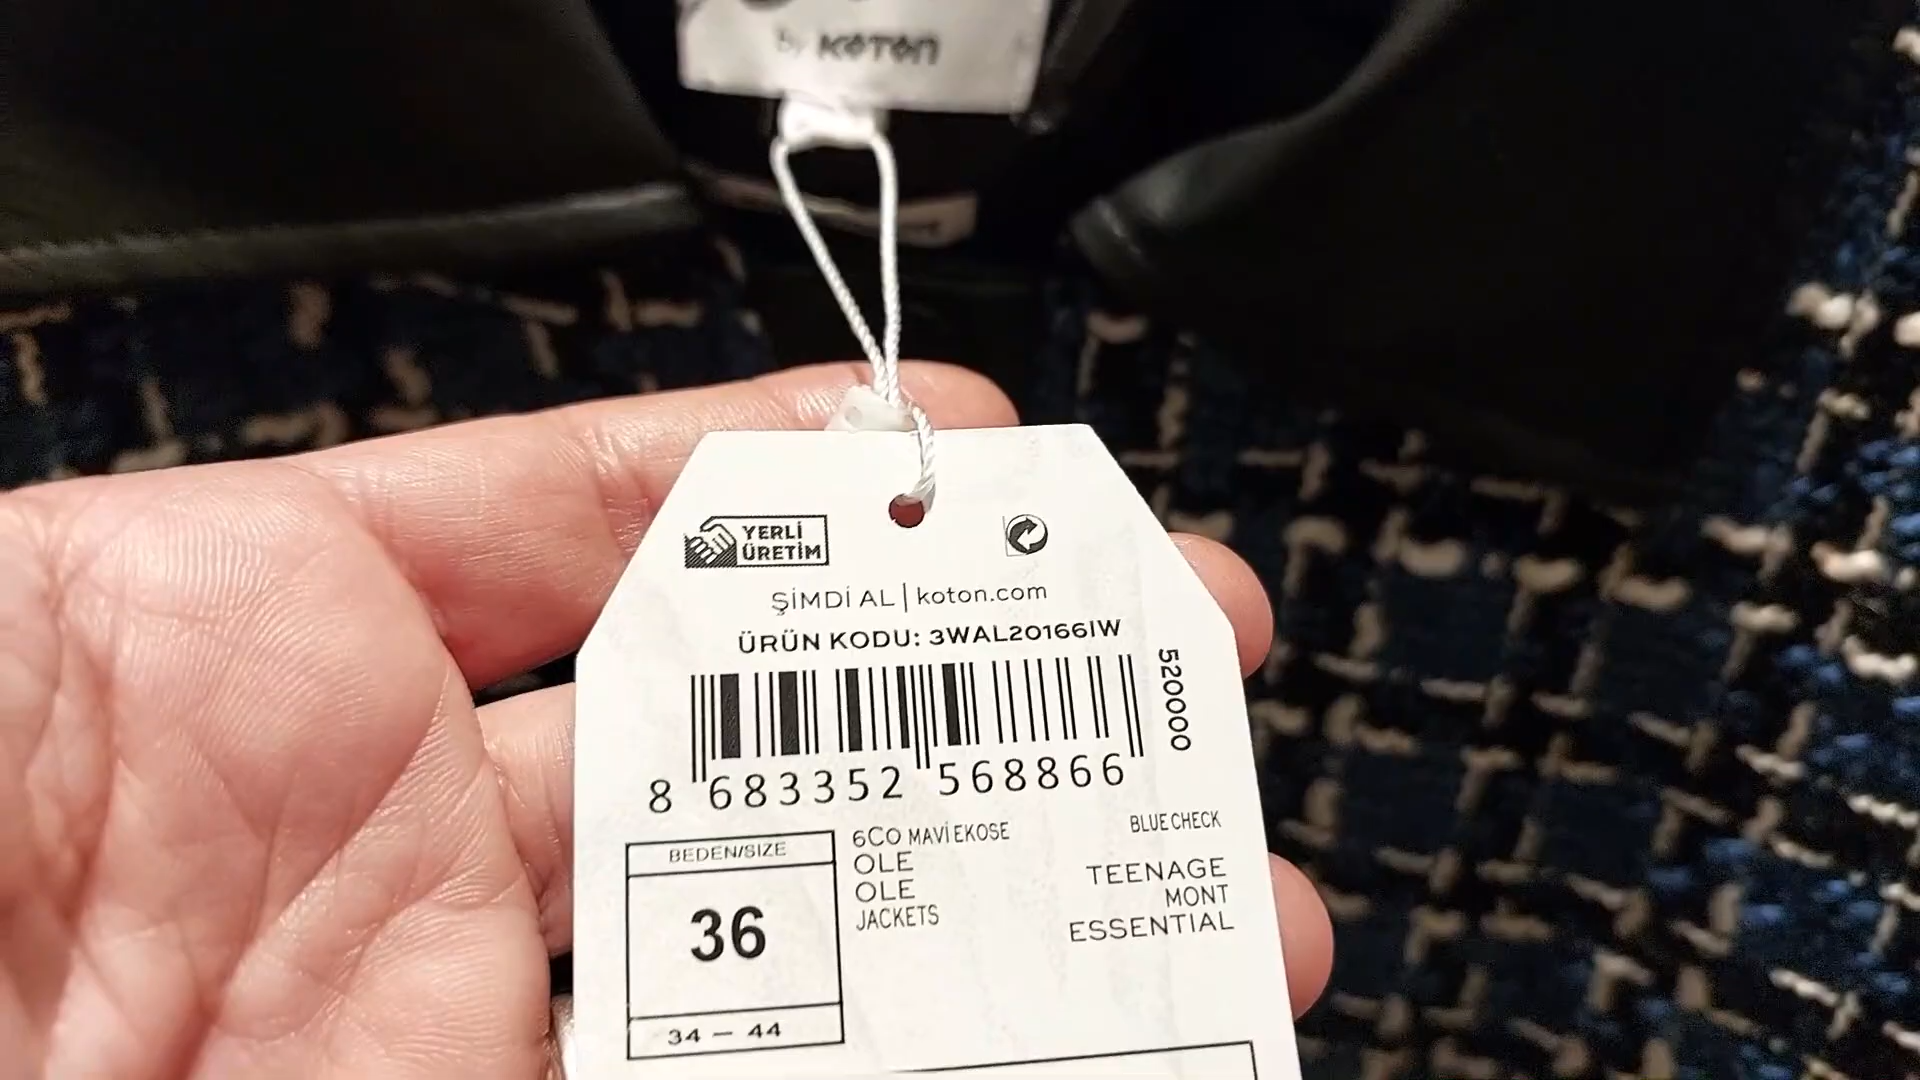 by KOTON
YERLİ
ÜRETİM
ŞİMDİ AL | koton.com
ÜRÜN KODU: 3WAL20166IW
520000
8 683352 568866
BEDEN/SIZE
36
34 — 44
6C0 MAVİ EKOSE
BLUE CHECK
OLE
OLE
JACKETS
TEENAGE
MONT
ESSENTIAL